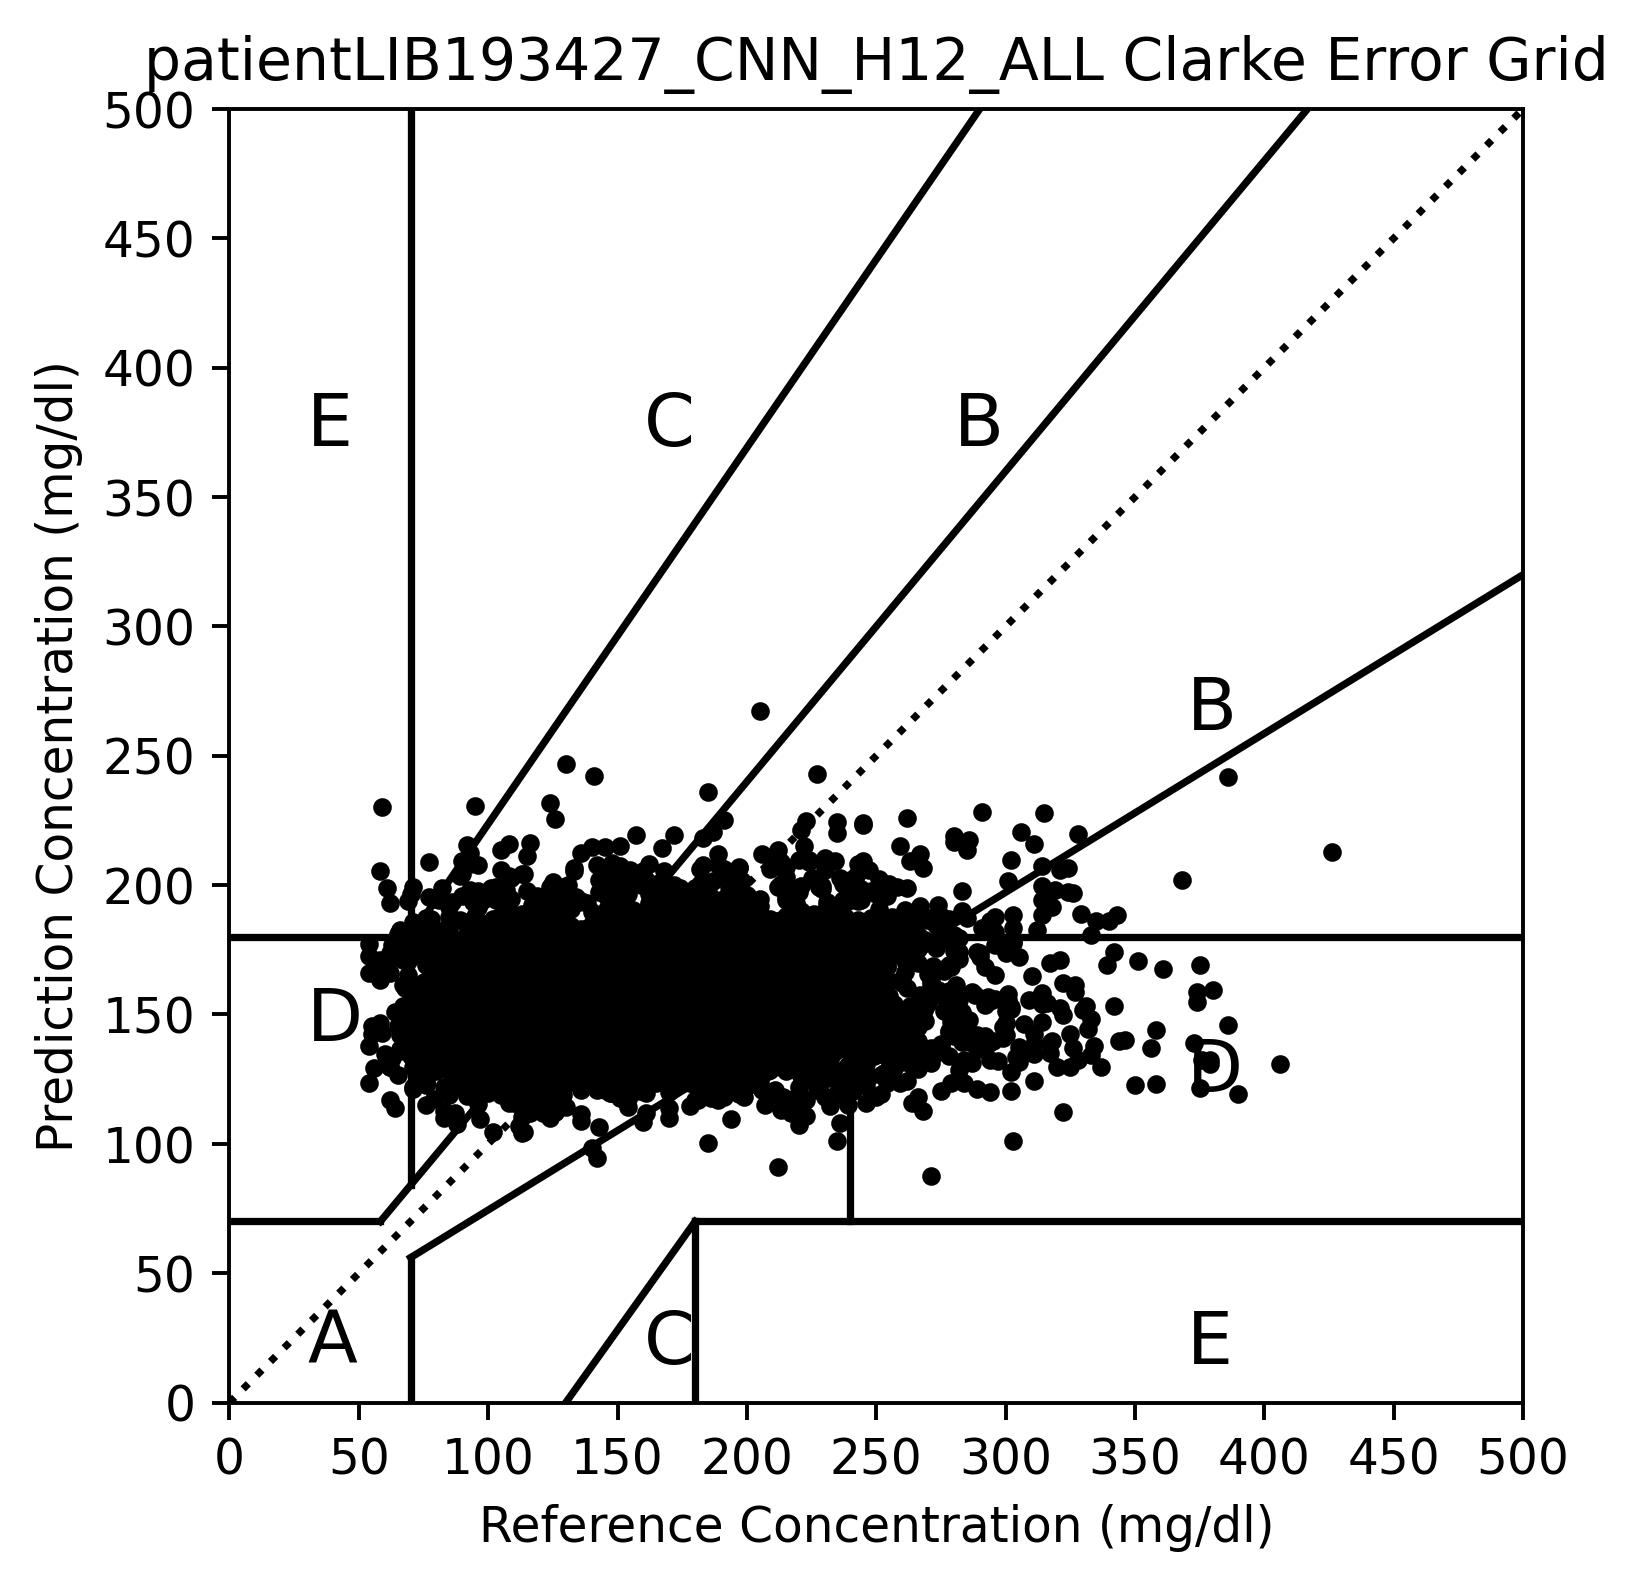 patientLIB193427_CNN_H12_ALL Clarke Error Grid
Prediction Concentration (mg/dl)
500
450
400
350
300
250
200
150
100
50
0
E
C
B
B
D
D
A
C
E
0 50 100 150 200 250 300 350 400 450 500
Reference Concentration (mg/dl)